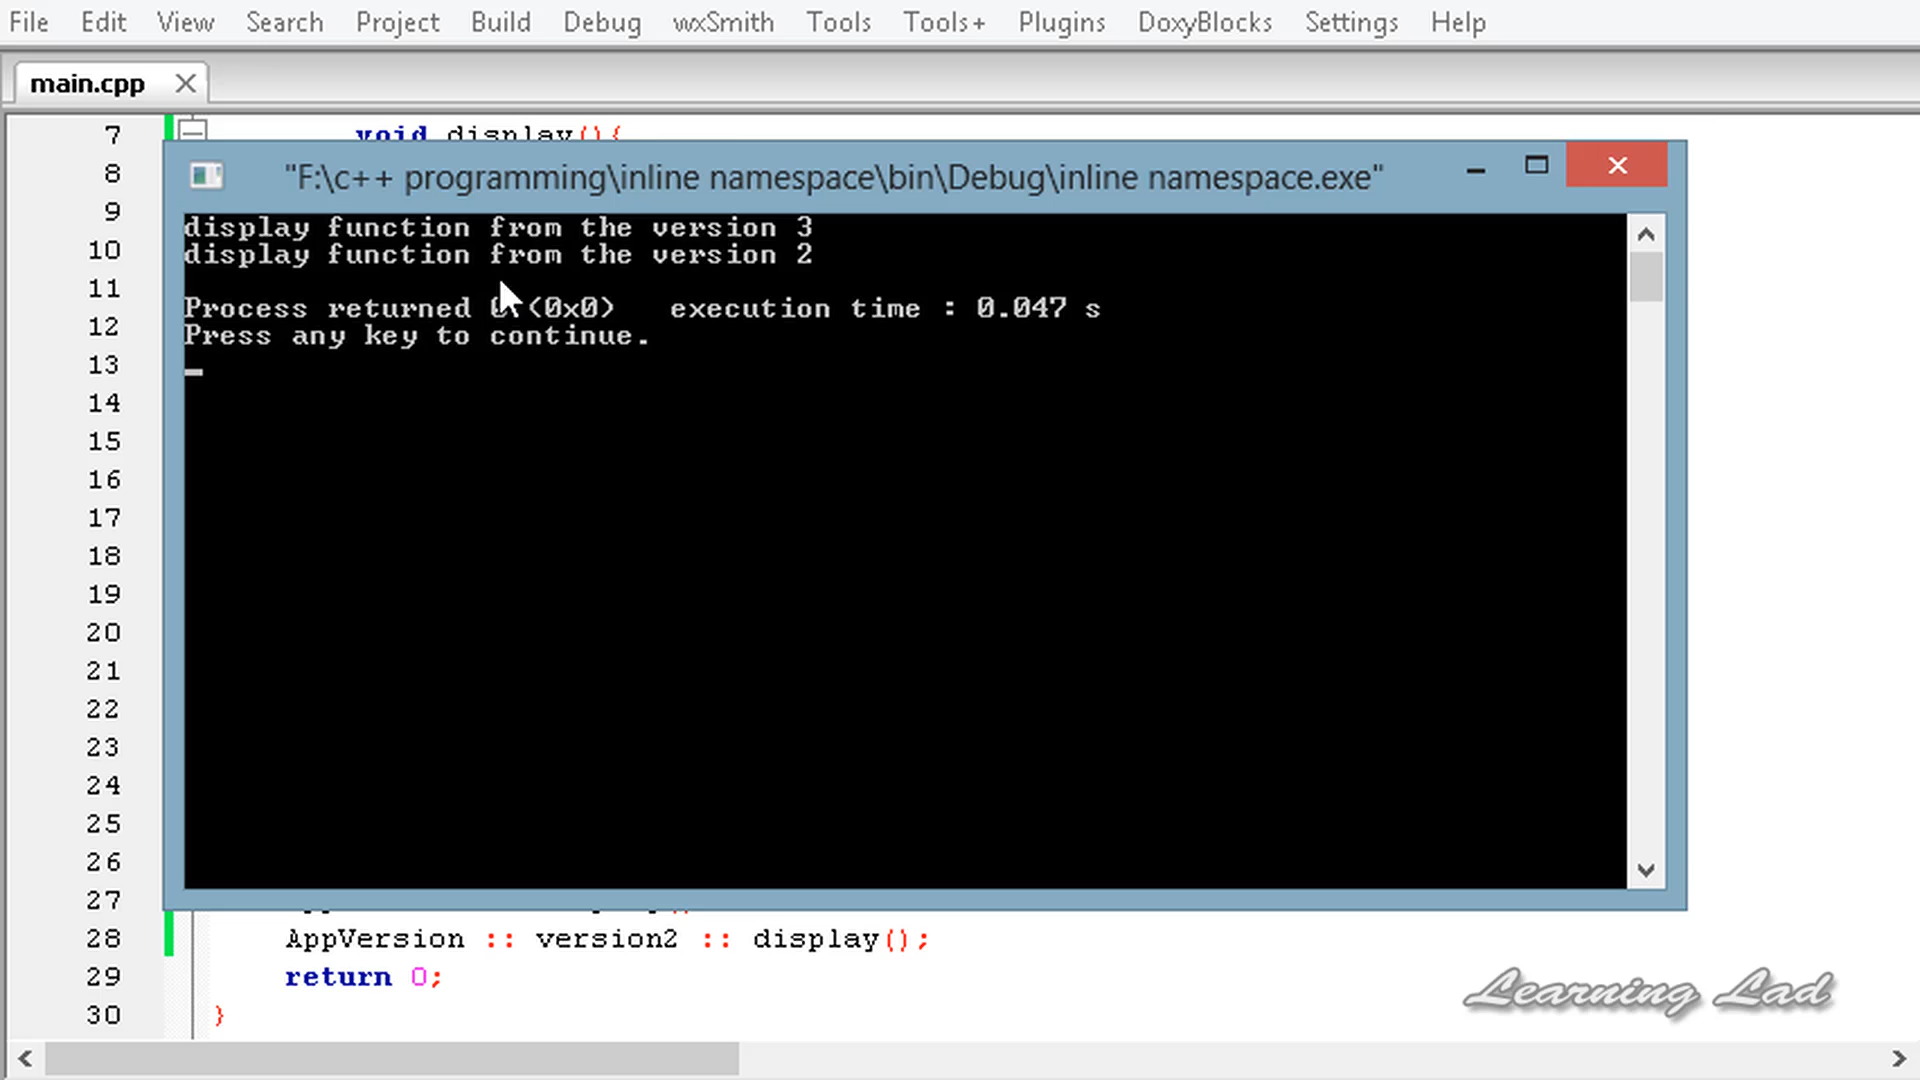 File Edit View Search Project Build Debug wxSmith Tools Tools+ Plugins DoxyBlocks Settings Help
main.cpp
7 void display(){
"F:\c++ programming\inline namespace\bin\Debug\inline namespace.exe"
8
9 display function from the version 3
10 display function from the version 2
11
Process returned 0 (0x0) execution time : 0.047 s
12 Press any key to continue.
13
14
15
16
17
18
19
20
21
22
23
24
25
26
27
28 AppVersion :: version2 :: display();
29 return 0;
30 }
Learning Lad